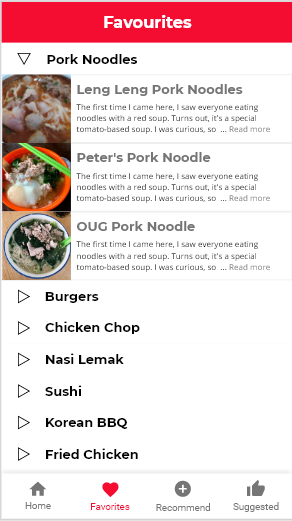 Favourites
Pork Noodles
Leng Leng Pork Noodles
The first time I came here, I saw everyone eating
noodles with a red soup. Turns out, it's a special
tomato-based soup. I was curious, so ... Read more
Peter's Pork Noodle
The first time I came here, I saw everyone eating
noodles with a red soup. Turns out, it's a special
tomato-based soup. I was curious, so ... Read more
OUG Pork Noodle
The first time I came here, I saw everyone eating
noodles with a red soup. Turns out, it's a special
tomato-based soup. I was curious, so ... Read more
Burgers
Chicken Chop
Nasi Lemak
Sushi
Korean BBQ
Fried Chicken
Home Favorites Recommend Suggested